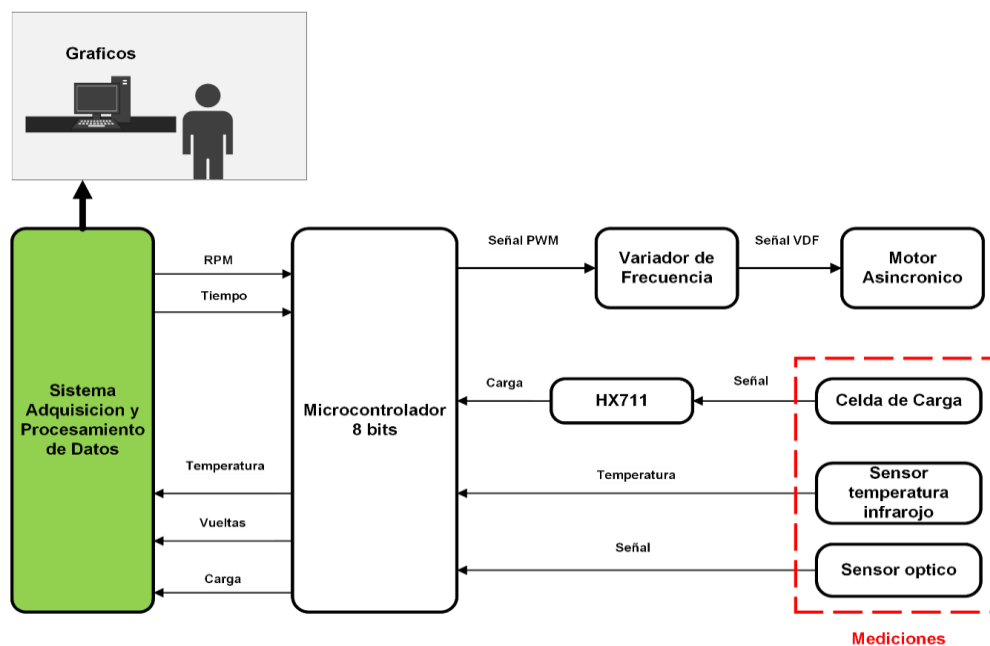 Graficos
RPM
Tiempo
Señal PWM
Variador de
Frecuencia
Señal VDF
Motor
Asincronico
Sistema
Adquisicion y
Procesamiento
de Datos
Microcontrolador
8 bits
Carga
HX711
Señal
Celda de Carga
Temperatura
Vueltas
Carga
Temperatura
Sensor
temperatura
infrarojo
Señal
Sensor optico
Mediciones